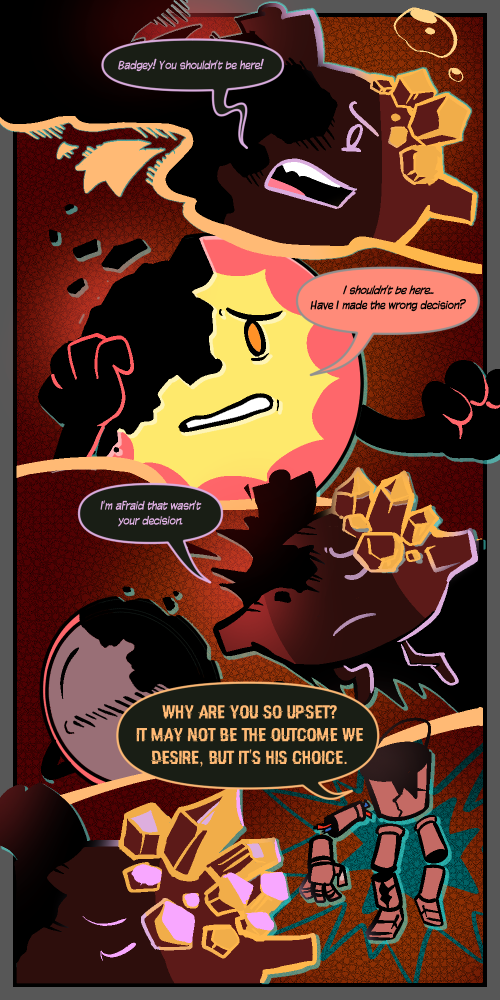 Badgey! You shouldn't be here!
I shouldn't be here...
Have I made the wrong decision?
I'm afraid that wasn't
your decision.
WHY ARE YOU SO UPSET?
IT MAY NOT BE THE OUTCOME WE
DESIRE, BUT IT'S HIS CHOICE.